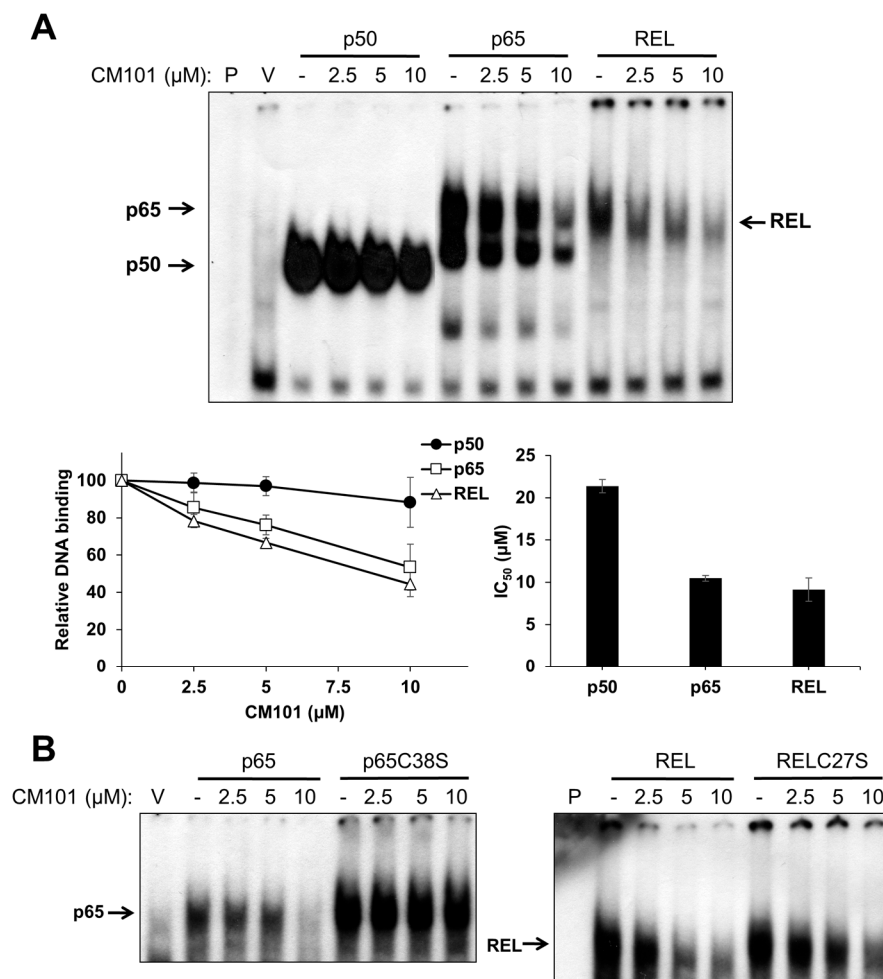 A
p50 p65 REL
CM101 (µM): P V - 2.5 5 10 - 2.5 5 10 - 2.5 5 10
p65 →
← REL
p50 →
p50
p65
REL
Relative DNA binding
100
80
60
40
20
0
0 2.5 5 7.5 10
CM101 (µM)
IC50 (µM)
25
20
15
10
5
0
p50 p65 REL
B
p65 p65C38S
CM101 (µM): V - 2.5 5 10 - 2.5 5 10
p65 →
REL RELC27S
P - 2.5 5 10 - 2.5 5 10
REL →